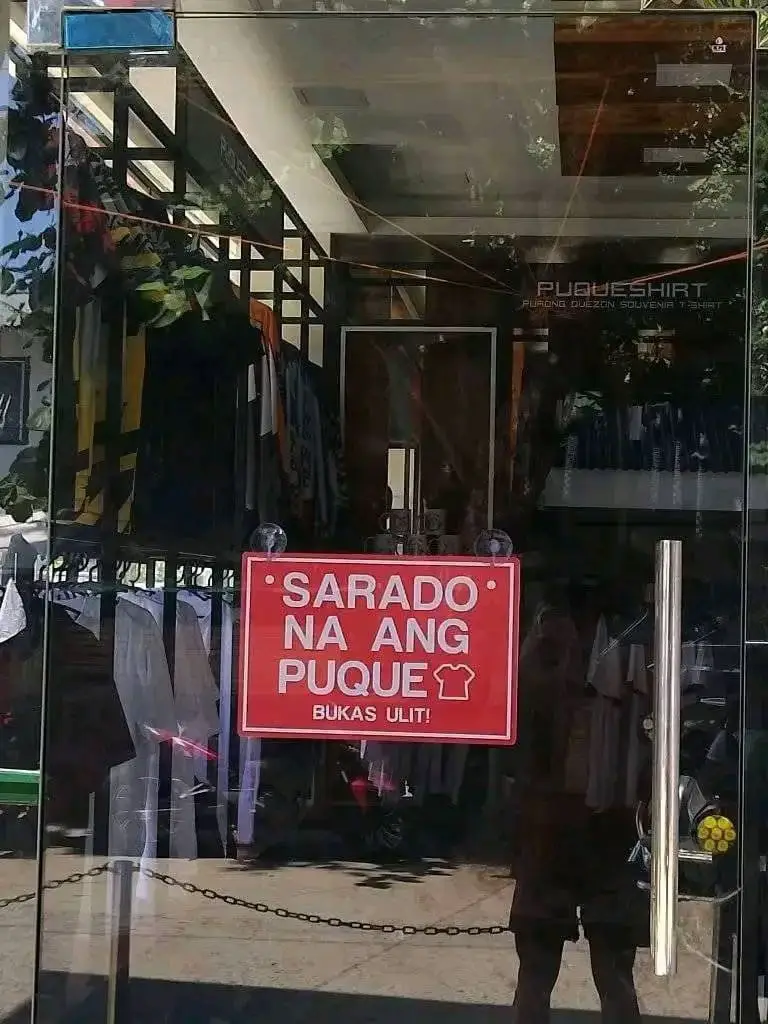 PUQUESHIRT
PURONG QUEZON SOUVENIR T-SHIRT
SARADO
NA ANG
PUQUE
BUKAS ULIT!